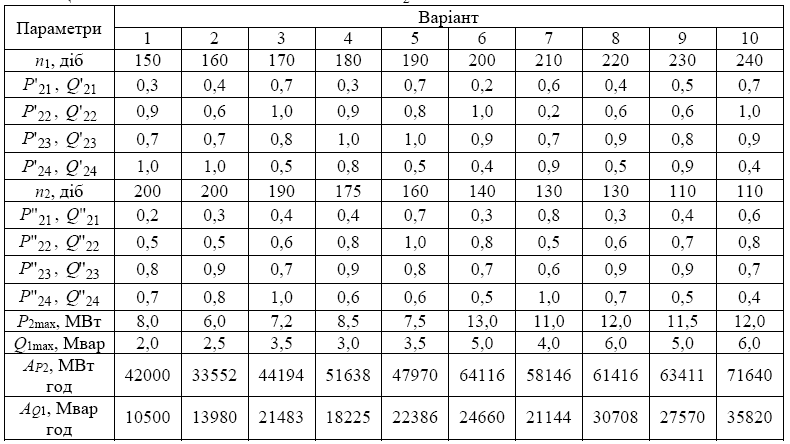 Параметри Варіант
1 2 3 4 5 6 7 8 9 10
n1, діб 150 160 170 180 190 200 210 220 230 240
P'21, Q'21 0,3 0,4 0,7 0,3 0,7 0,2 0,6 0,4 0,5 0,7
P'22, Q'22 0,9 0,6 1,0 0,9 0,8 1,0 0,2 0,6 0,6 1,0
P'23, Q'23 0,7 0,7 0,8 1,0 1,0 0,9 0,7 0,9 0,8 0,9
P'24, Q'24 1,0 1,0 0,5 0,8 0,5 0,4 0,9 0,5 0,9 0,4
n2, діб 200 200 190 175 160 140 130 130 110 110
P"21, Q"21 0,2 0,3 0,4 0,4 0,7 0,3 0,8 0,3 0,4 0,6
P"22, Q"22 0,5 0,5 0,6 0,8 1,0 0,8 0,5 0,6 0,7 0,8
P"23, Q"23 0,8 0,9 0,7 0,9 0,8 0,7 0,6 0,9 0,9 0,7
P"24, Q"24 0,7 0,8 1,0 0,6 0,6 0,5 1,0 0,7 0,5 0,4
P2max, МВт 8,0 6,0 7,2 8,5 7,5 13,0 11,0 12,0 11,5 12,0
Q1max, Мвар 2,0 2,5 3,5 3,0 3,5 5,0 4,0 6,0 5,0 6,0
AP2, МВт год 42000 33552 44194 51638 47970 64116 58146 61416 63411 71640
AQ1, Мвар год 10500 13980 21483 18225 22386 24660 21144 30708 27570 35820